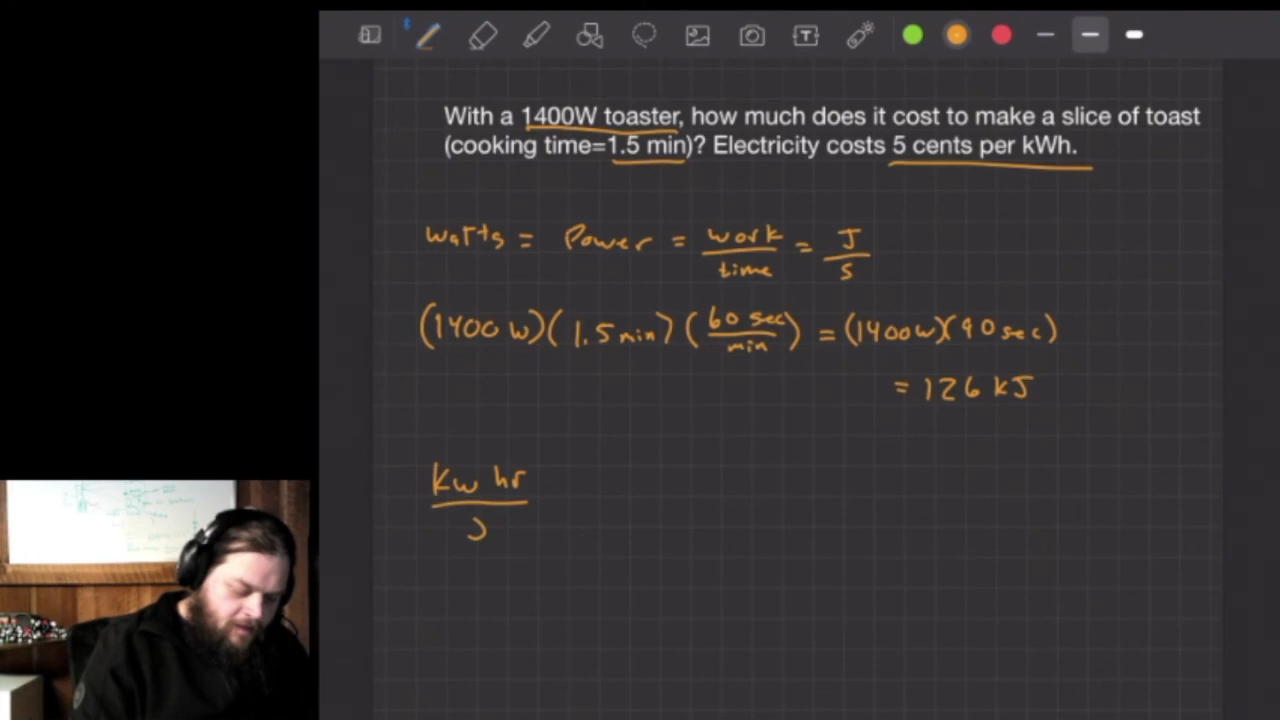 With a 1400W toaster, how much does it cost to make a slice of toast
(cooking time=1.5 min)? Electricity costs 5 cents per kWh.
watts = Power = work/time = J/s
(1400 W)(1.5 min)(60 sec/min) = (1400W)(90 sec)
= 126 kJ
Kw hr